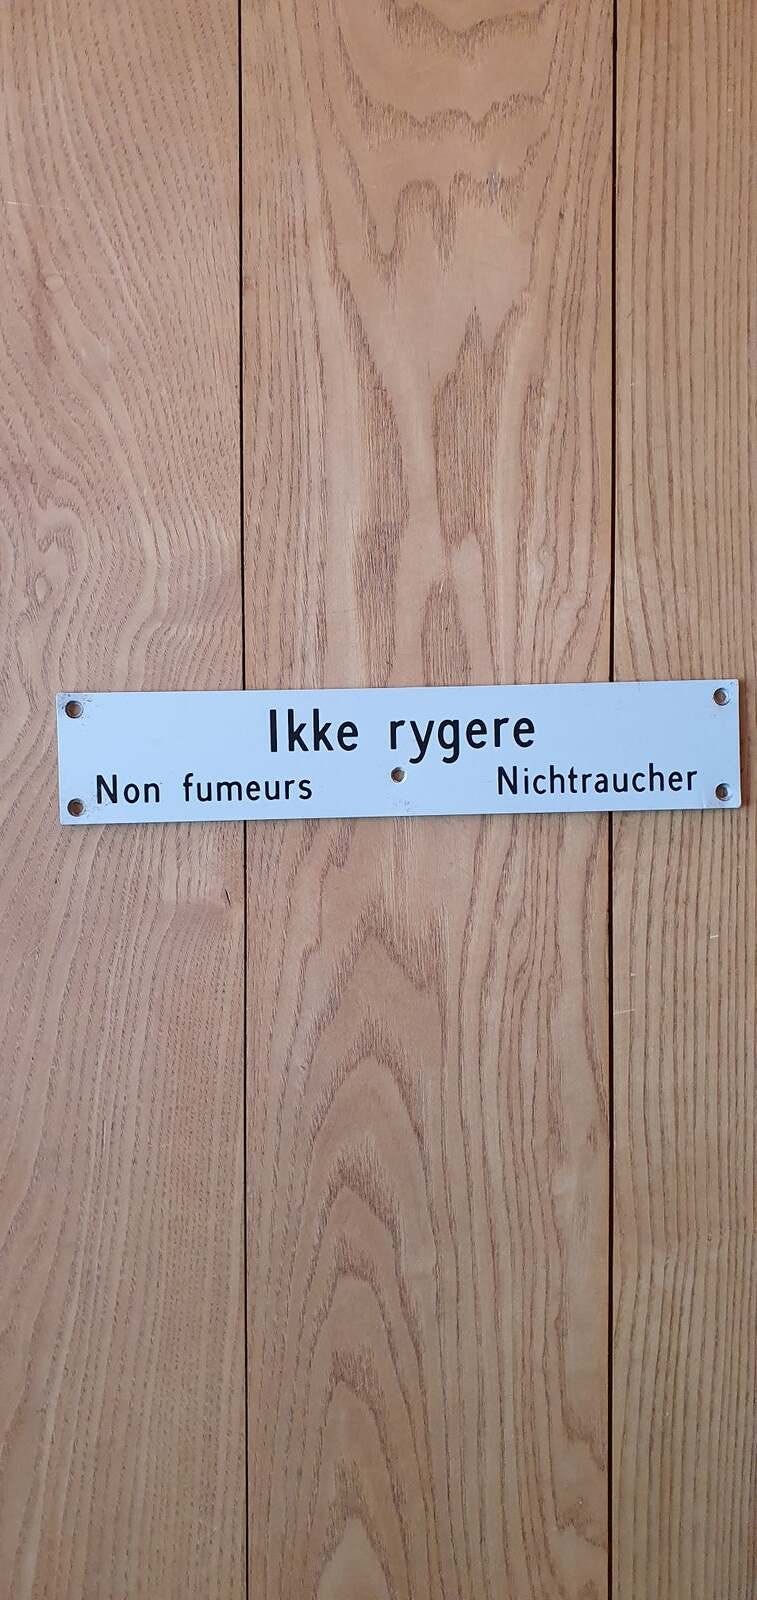 Ikke rygere
Non fumeurs
Nichtraucher